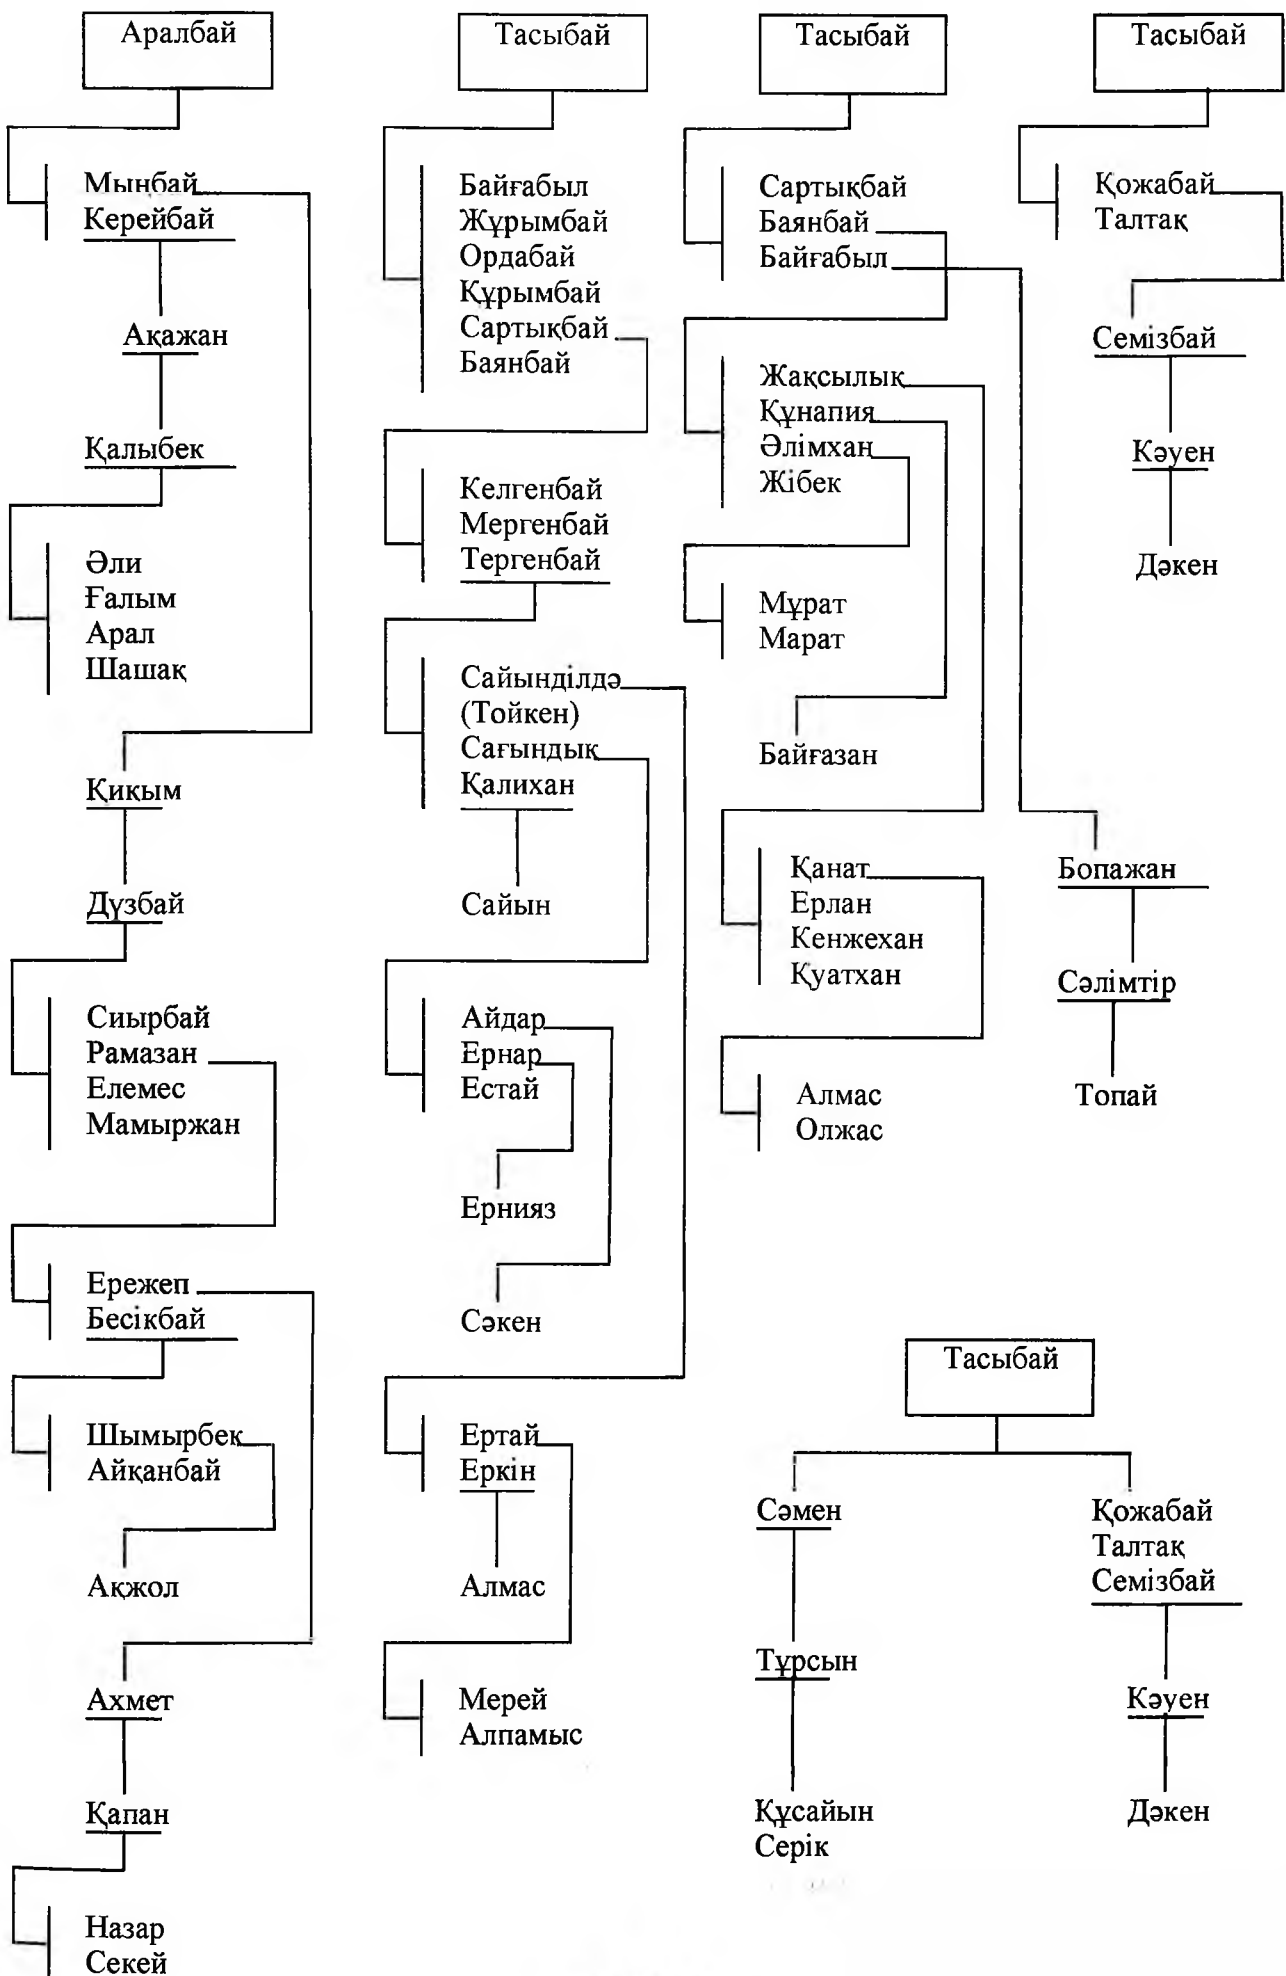 Аралбай
Мыңбай
Керейбай
Ақажан
Қалыбек
Әли
Ғалым
Арал
Шашақ
Қиқым
Дүзбай
Сиырбай
Рамазан
Елемес
Мамыржан
Ережеп
Бесікбай
Шымырбек
Айқанбай
Ақжол
Ахмет
Қапан
Назар
Секей
Тасыбай
Байғабыл
Жұрымбай
Ордабай
Құрымбай
Сартықбай
Баянбай
Келгенбай
Мергенбай
Тергенбай
Сайынділдә
(Тойкен)
Сағындық
Қалихан
Сайын
Айдар
Ернар
Естай
Ернияз
Сәкен
Ертай
Еркін
Алмас
Мерей
Алпамыс
Тасыбай
Сартықбай
Баянбай
Байғабыл
Жақсылық
Құнапия
Әлімхан
Жібек
Мұрат
Марат
Байғазан
Қанат
Ерлан
Кенжехан
Қуатхан
Алмас
Олжас
Бопажан
Сәлімтір
Топай
Тасыбай
Қожабай
Талтақ
Семізбай
Кәуен
Дәкен
Тасыбай
Сәмен
Тұрсын
Құсайын
Серік
Қожабай
Талтақ
Семізбай
Кәуен
Дәкен